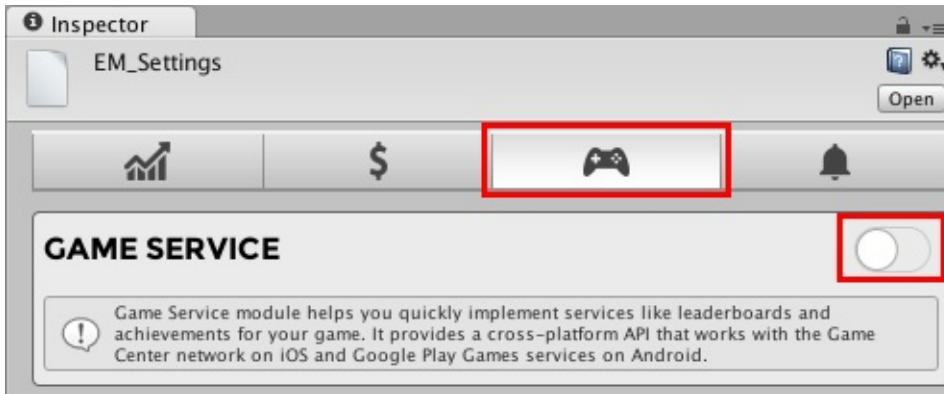 Inspector
EM_Settings
Open
$
GAME SERVICE
Game Service module helps you quickly implement services like leaderboards and
achievements for your game. It provides a cross-platform API that works with the Game
Center network on iOS and Google Play Games services on Android.